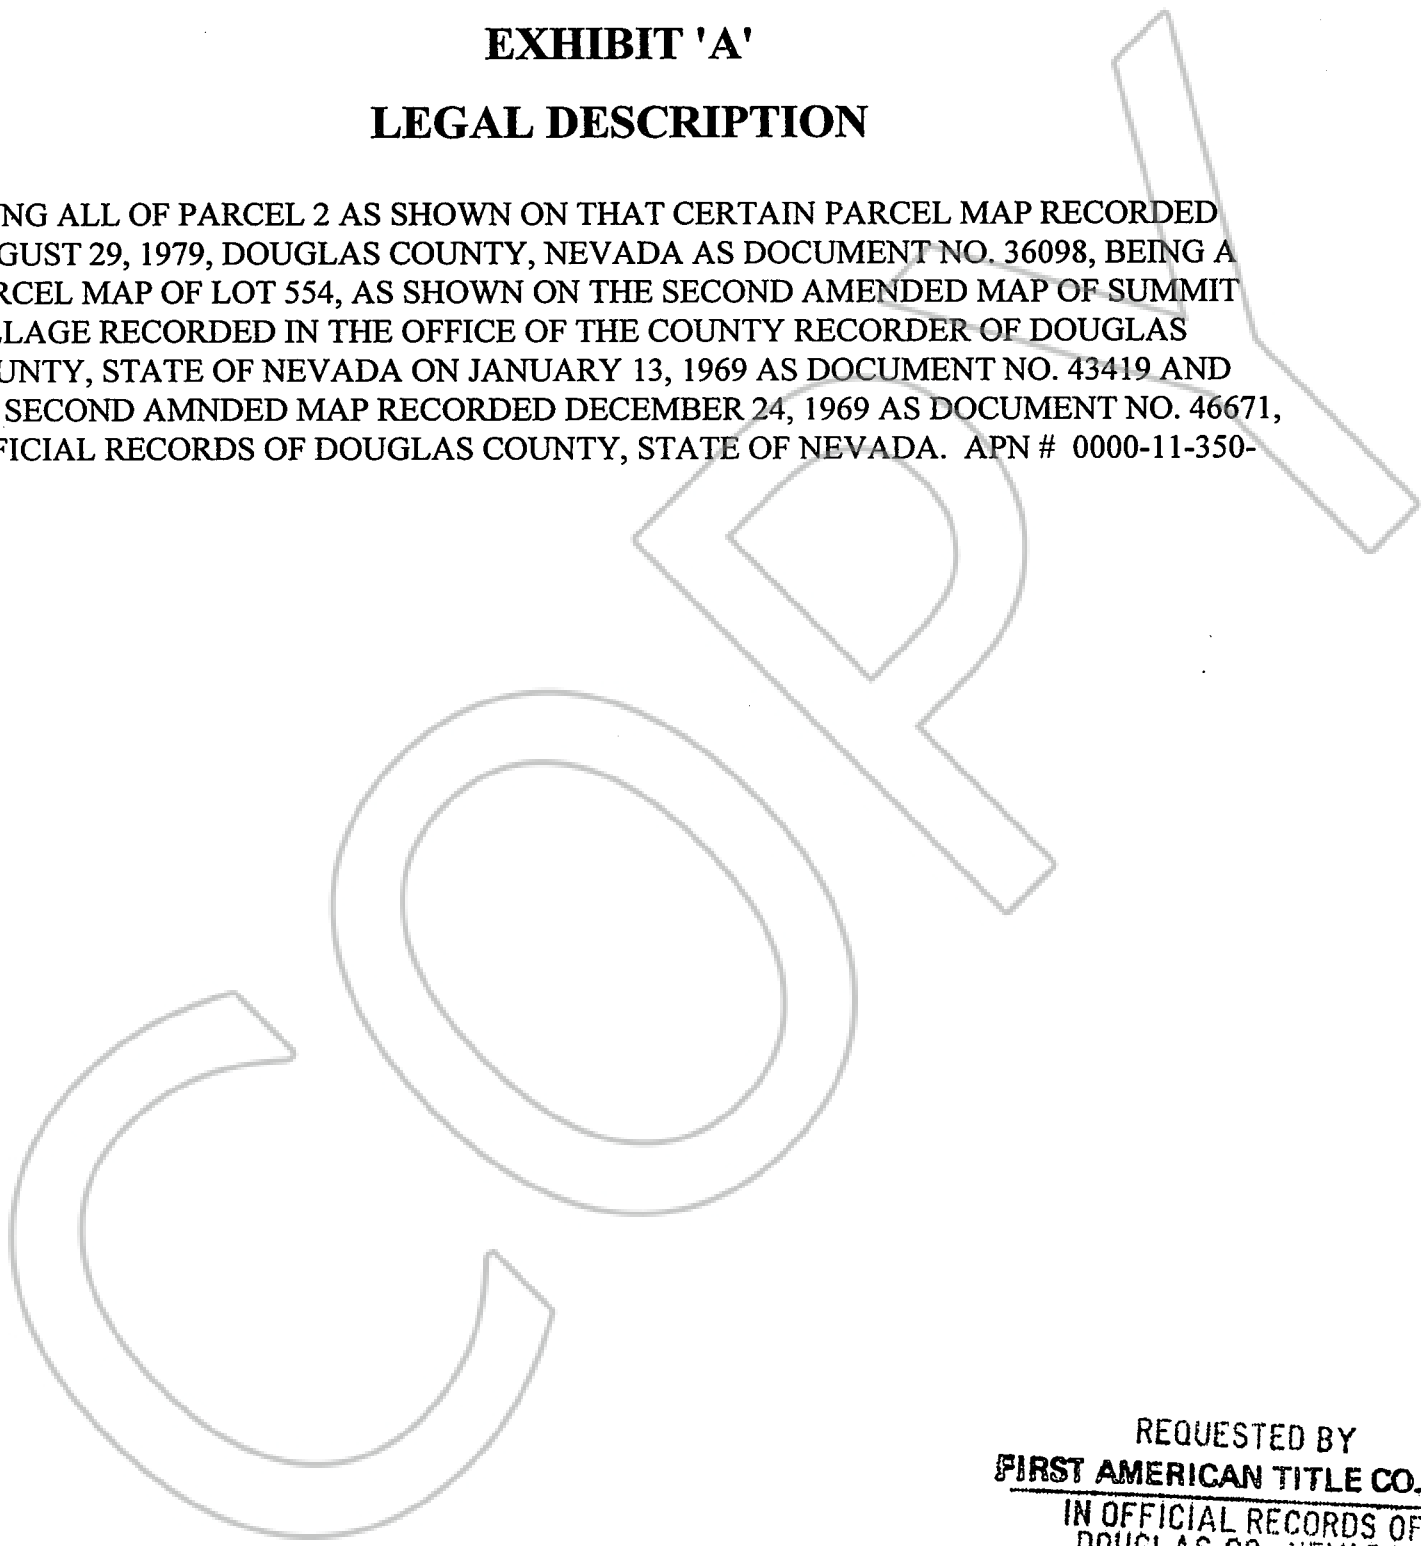 EXHIBIT 'A'
LEGAL DESCRIPTION
NG ALL OF PARCEL 2 AS SHOWN ON THAT CERTAIN PARCEL MAP RECORDED
GUST 29, 1979, DOUGLAS COUNTY, NEVADA AS DOCUMENT NO. 36098, BEING A
RCEL MAP OF LOT 554, AS SHOWN ON THE SECOND AMENDED MAP OF SUMMIT
LLAGE RECORDED IN THE OFFICE OF THE COUNTY RECORDER OF DOUGLAS
UNTY, STATE OF NEVADA ON JANUARY 13, 1969 AS DOCUMENT NO. 43419 AND
SECOND AMNDED MAP RECORDED DECEMBER 24, 1969 AS DOCUMENT NO. 46671,
FICIAL RECORDS OF DOUGLAS COUNTY, STATE OF NEVADA. APN # 0000-11-350-
COPY
REQUESTED BY
FIRST AMERICAN TITLE CO.
IN OFFICIAL RECORDS OF